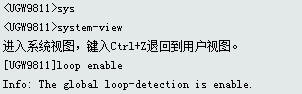 <UGW9811>sys
<UGW9811>system-view
进入系统视图，键入Ctrl+Z退回到用户视图。
[UGW9811]loop enable
Info: The global loop-detection is enable.